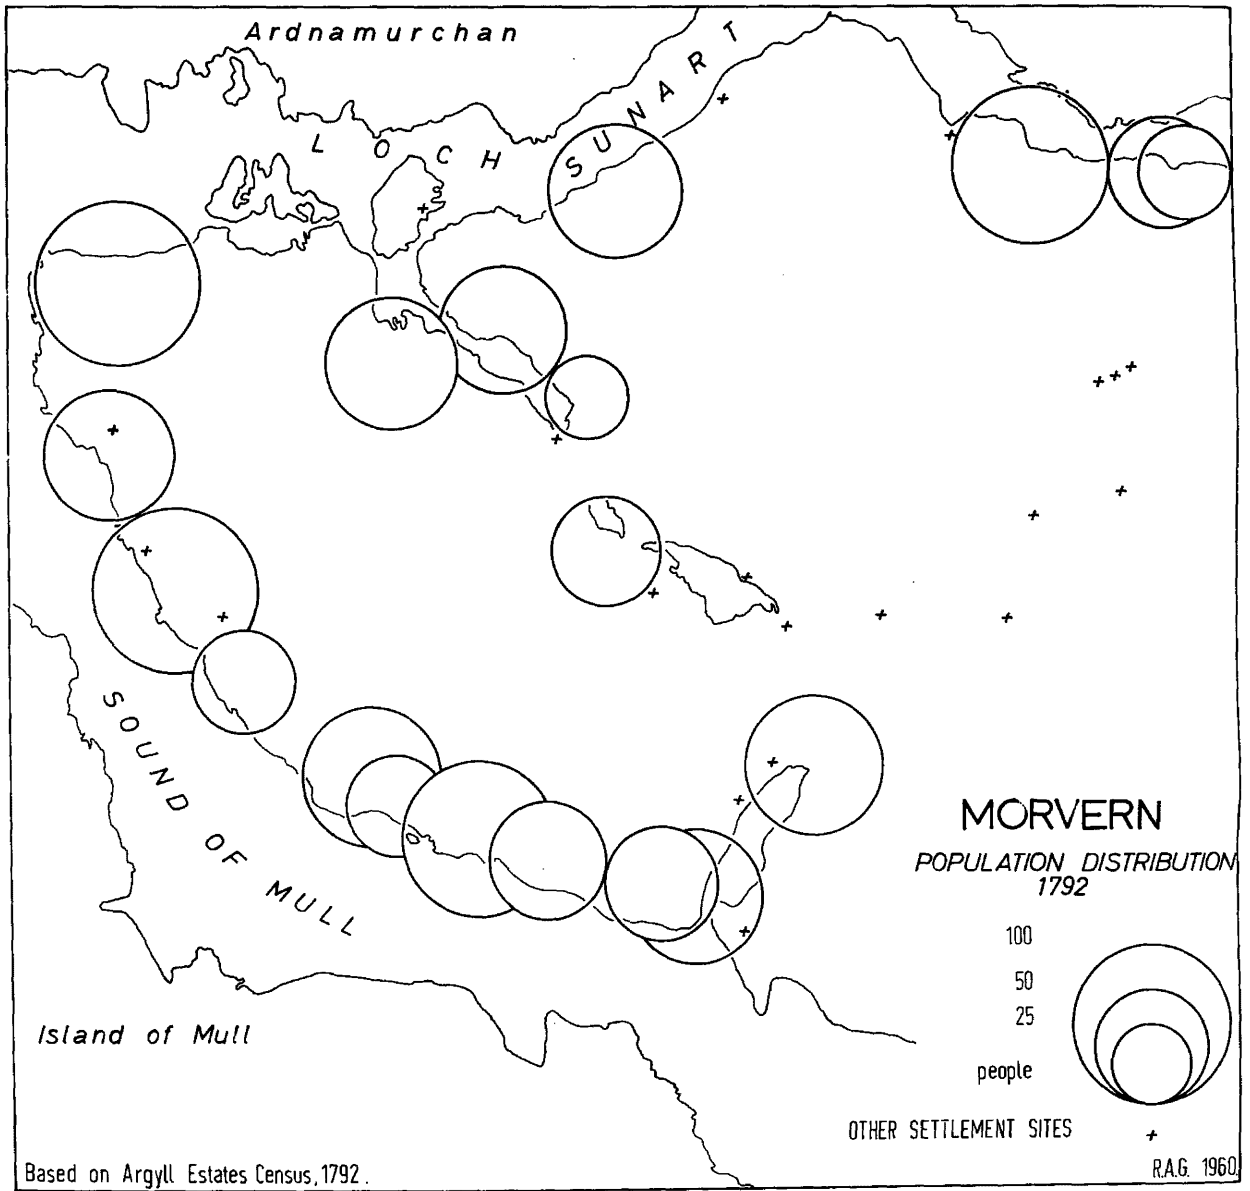 Ardnamurchan
LOCH SUNART
SOUND OF MULL
Island of Mull
MORVERN
POPULATION DISTRIBUTION
1792
100
50
25
people
OTHER SETTLEMENT SITES
Based on Argyll Estates Census, 1792.
R.A.G. 1960.